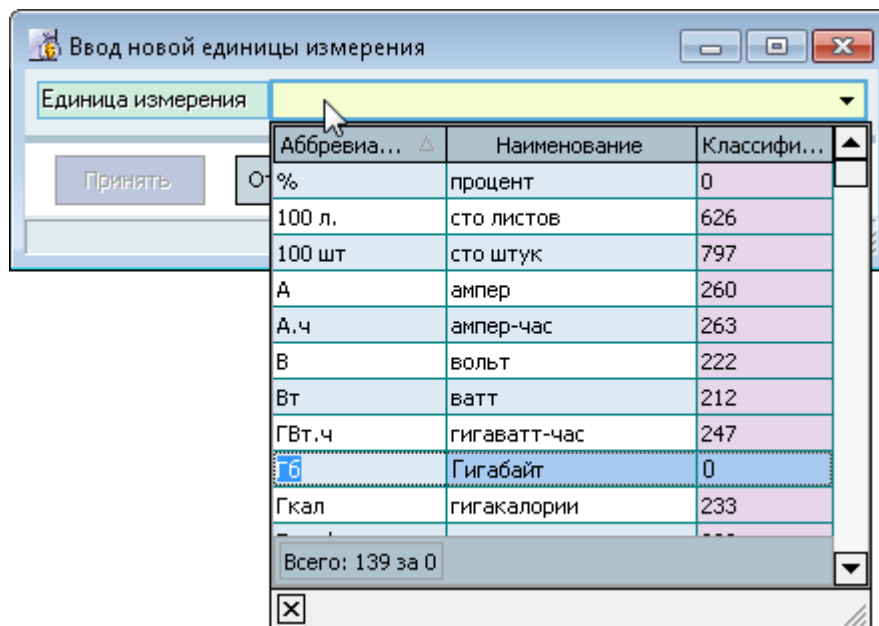 Ввод новой единицы измерения
Единица измерения
Принять
Аббревиа... Наименование Классифи...
% процент 0
100 л. сто листов 626
100 шт сто штук 797
А ампер 260
А.ч ампер-час 263
В вольт 222
Вт ватт 212
ГВт.ч гигаватт-час 247
Гб Гигабайт 0
Гкал гигакалории 233
Всего: 139 за 0